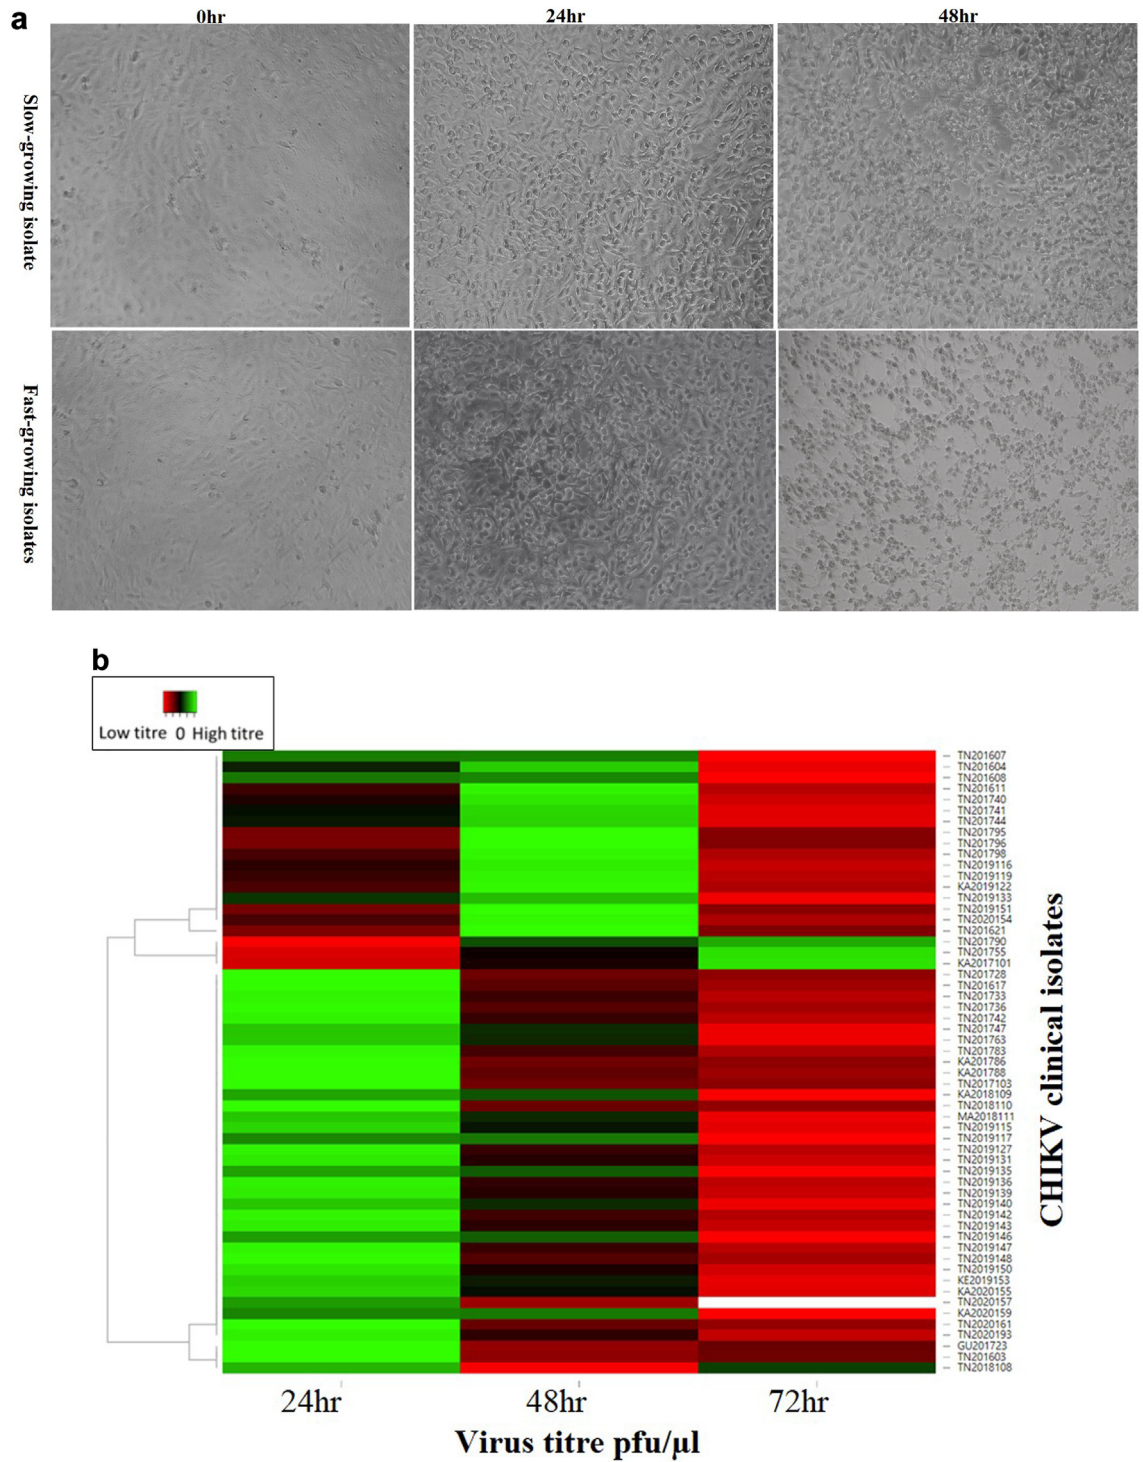 a
0hr
24hr
48hr
Slow-growing isolate
Fast-growing isolates
b
Low titre 0 High titre
TN201607
TN201604
TN201608
TN201611
TN201740
TN201741
TN201744
TN201795
TN201796
TN201798
TN2019116
TN2019119
KA2019122
TN2019133
TN2019151
TN2020154
TN201621
TN201790
TN201755
KA2017101
TN201728
TN201617
TN201733
TN201736
TN201742
TN201747
TN201763
TN201783
KA201786
KA201788
TN2017103
KA2018109
TN2018110
MA2018111
TN2019115
TN2019117
TN2019127
TN2019131
TN2019135
TN2019136
TN2019139
TN2019140
TN2019142
TN2019143
TN2019146
TN2019147
TN2019148
TN2019150
KE2019153
KA2020155
TN2020157
KA2020159
TN2020161
TN2020193
GU201723
TN201603
TN2018108
CHIKV clinical isolates
24hr
48hr
72hr
Virus titre pfu/µl